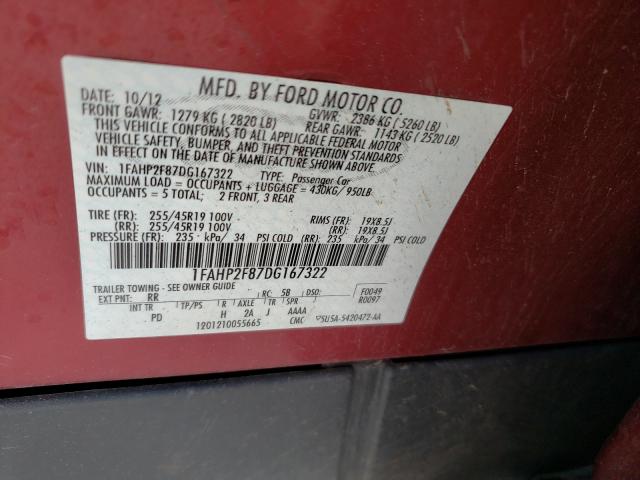 MFD. BY FORD MOTOR CO.
DATE: 10/12 GVWR: 2386 KG ( 5260 LB)
FRONT GAWR: 1279 KG ( 2820 LB) REAR GAWR: 1143 KG ( 2520 LB)
THIS VEHICLE CONFORMS TO ALL APPLICABLE FEDERAL MOTOR
VEHICLE SAFETY, BUMPER, AND THEFT PREVENTION STANDARDS
IN EFFECT ON THE DATE OF MANUFACTURE SHOWN ABOVE.
VIN: 1FAHP2F87DG167322 TYPE: Passenger Car
MAXIMUM LOAD = OCCUPANTS + LUGGAGE = 430KG/950LB
OCCUPANTS = 5 TOTAL; 2 FRONT, 3 REAR
TIRE (FR): 255/45R19 100V RIMS (FR): 19X8.5J
(RR): 255/45R19 100V (RR): 19X8.5J
PRESSURE (FR): 235 kPa/ 34 PSI COLD (RR): 235 kPa/ 34 PSI COLD
1FAHP2F87DG167322
TRAILER TOWING - SEE OWNER GUIDE F0049
EXT PNT: RR RC: 5B DSO: R0097
INT TR TP/PS R AXLE TR SPR
PD H 2A J AAAA
1201210055665 CMC 5U5A-5420472-AA